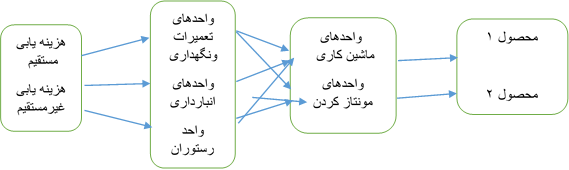 هزینه یابی
مستقیم
هزینه یابی
غیرمستقیم
واحدهای
تعمیرات
ونگهداری
واحدهای
انبارداری
واحد
رستوران
واحدهای
ماشین کاری
واحدهای
مونتاز کردن
محصول ۱
محصول ۲